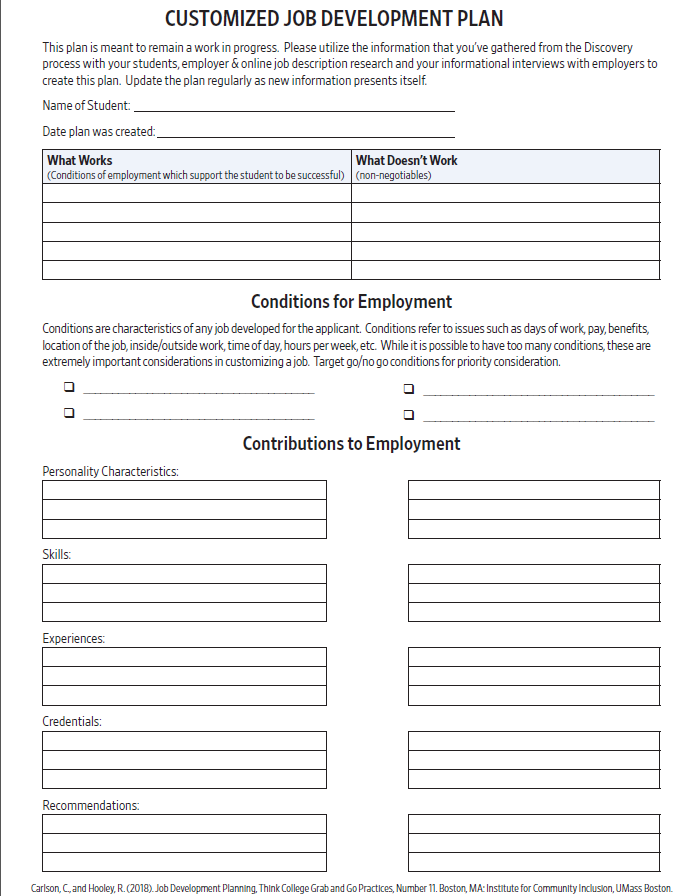 CUSTOMIZED JOB DEVELOPMENT PLAN
This plan is meant to remain a work in progress. Please utilize the information that you've gathered from the Discovery
process with your students, employer & online job description research and your informational interviews with employers to
create this plan. Update the plan regularly as new information presents itself.
Name of Student:
Date plan was created:
What Works
(Conditions of employment which support the student to be successful)
What Doesn't Work
(non-negotiables)
Conditions for Employment
Conditions are characteristics of any job developed for the applicant. Conditions refer to issues such as days of work, pay, benefits,
location of the job, inside/outside work, time of day, hours per week, etc. While it is possible to have too many conditions, these are
extremely important considerations in customizing a job. Target go/no go conditions for priority consideration.
Contributions to Employment
Personality Characteristics:
Skills:
Experiences:
Credentials:
Recommendations:
Carlson, C., and Hooley, R. (2018). Job Development Planning, Think College Grab and Go Practices, Number 11. Boston, MA: Institute for Community Inclusion, UMass Boston.